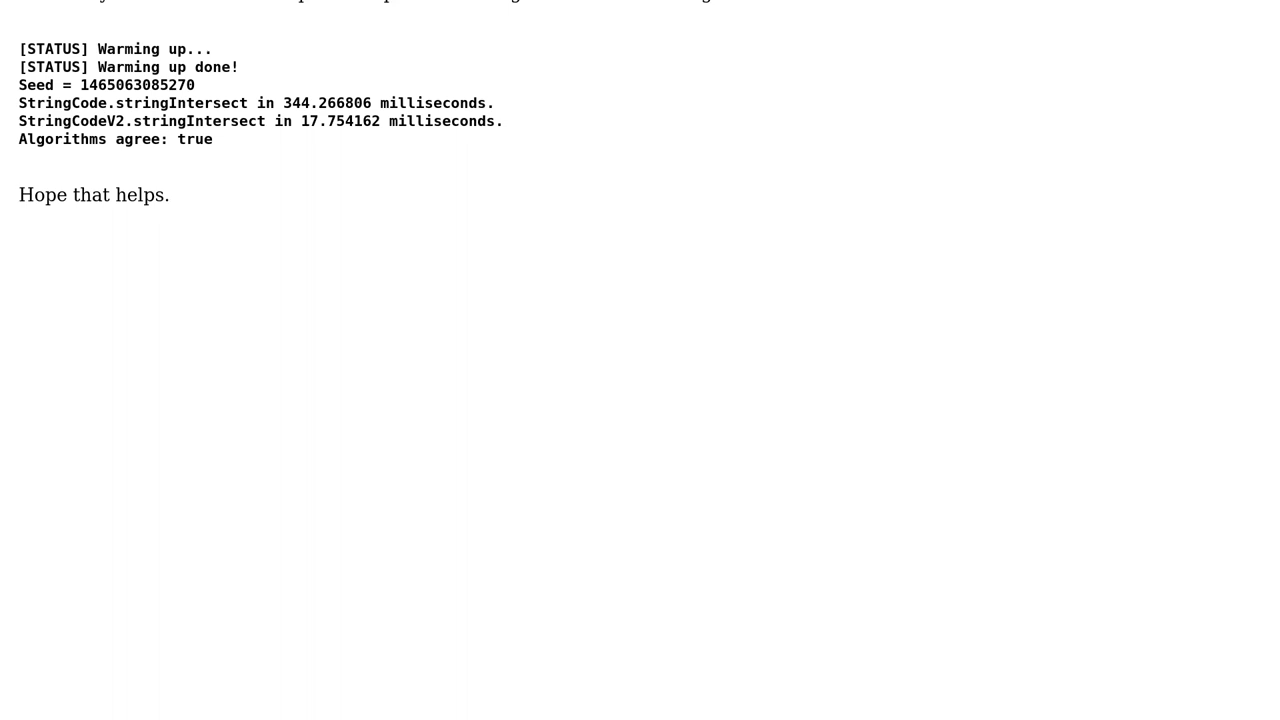 [STATUS] Warming up...
[STATUS] Warming up done!
Seed = 1465063085270
StringCode.stringIntersect in 344.266806 milliseconds.
StringCodeV2.stringIntersect in 17.754162 milliseconds.
Algorithms agree: true
Hope that helps.